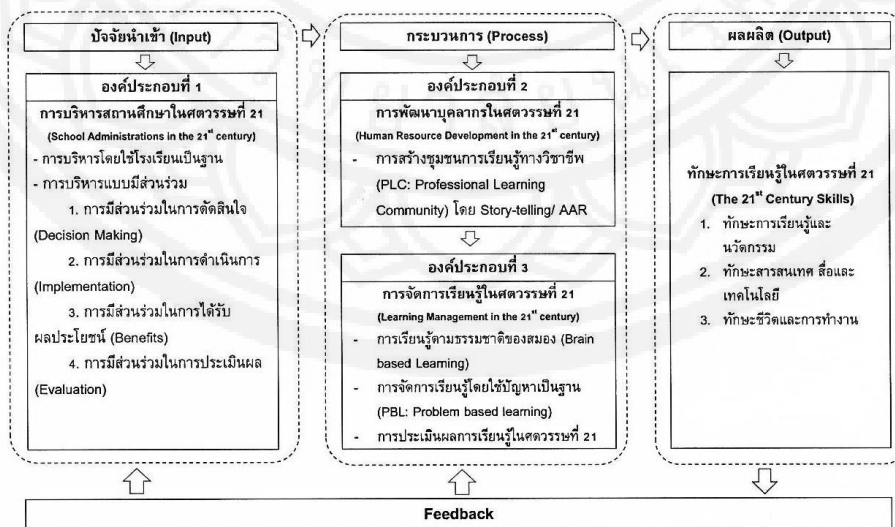 ปัจจัยนำเข้า (Input)
องค์ประกอบที่ 1
การบริหารสถานศึกษาในศตวรรษที่ 21
(School Administrations in the 21st century)
- การบริหารโดยใช้โรงเรียนเป็นฐาน
- การบริหารแบบมีส่วนร่วม
1. การมีส่วนร่วมในการตัดสินใจ
(Decision Making)
2. การมีส่วนร่วมในการดำเนินการ
(Implementation)
3. การมีส่วนร่วมในการได้รับ
ผลประโยชน์ (Benefits)
4. การมีส่วนร่วมในการประเมินผล
(Evaluation)
กระบวนการ (Process)
องค์ประกอบที่ 2
การพัฒนาบุคลากรในศตวรรษที่ 21
(Human Resource Development in the 21st century)
- การสร้างชุมชนการเรียนรู้ทางวิชาชีพ
(PLC: Professional Learning
Community) โดย Story-telling/ AAR
องค์ประกอบที่ 3
การจัดการเรียนรู้ในศตวรรษที่ 21
(Learning Management in the 21st century)
- การเรียนรู้ตามธรรมชาติของสมอง (Brain
based Learning)
- การจัดการเรียนรู้โดยใช้ปัญหาเป็นฐาน
(PBL: Problem based learning)
- การประเมินผลการเรียนรู้ในศตวรรษที่ 21
ผลผลิต (Output)
ทักษะการเรียนรู้ในศตวรรษที่ 21
(The 21st Century Skills)
1. ทักษะการเรียนรู้และ
นวัตกรรม
2. ทักษะสารสนเทศ สื่อและ
เทคโนโลยี
3. ทักษะชีวิตและการทำงาน
Feedback